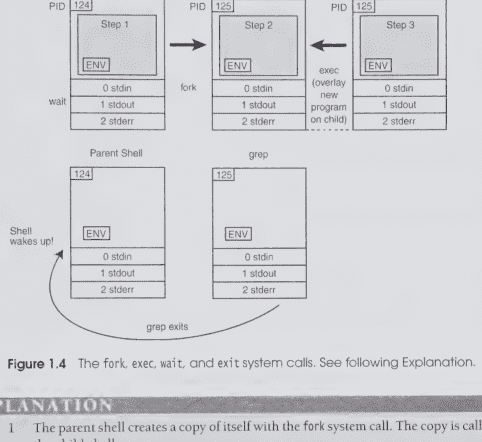 PID 124 PID 125 PID 125
Step 1 Step 2 Step 3
ENV ENV ENV
wait
fork
exec
(overlay
new
program
on child)
0 stdin 0 stdin 0 stdin
1 stdout 1 stdout 1 stdout
2 stderr 2 stderr 2 stderr
Parent Shell grep
124 125
Shell
wakes up!
ENV ENV
0 stdin 0 stdin
1 stdout 1 stdout
2 stderr 2 stderr
grep exits
Figure 1.4 The fork, exec, wait, and exit system calls. See following Explanation.
PLANATION
1 The parent shell creates a copy of itself with the fork system call. The copy is call